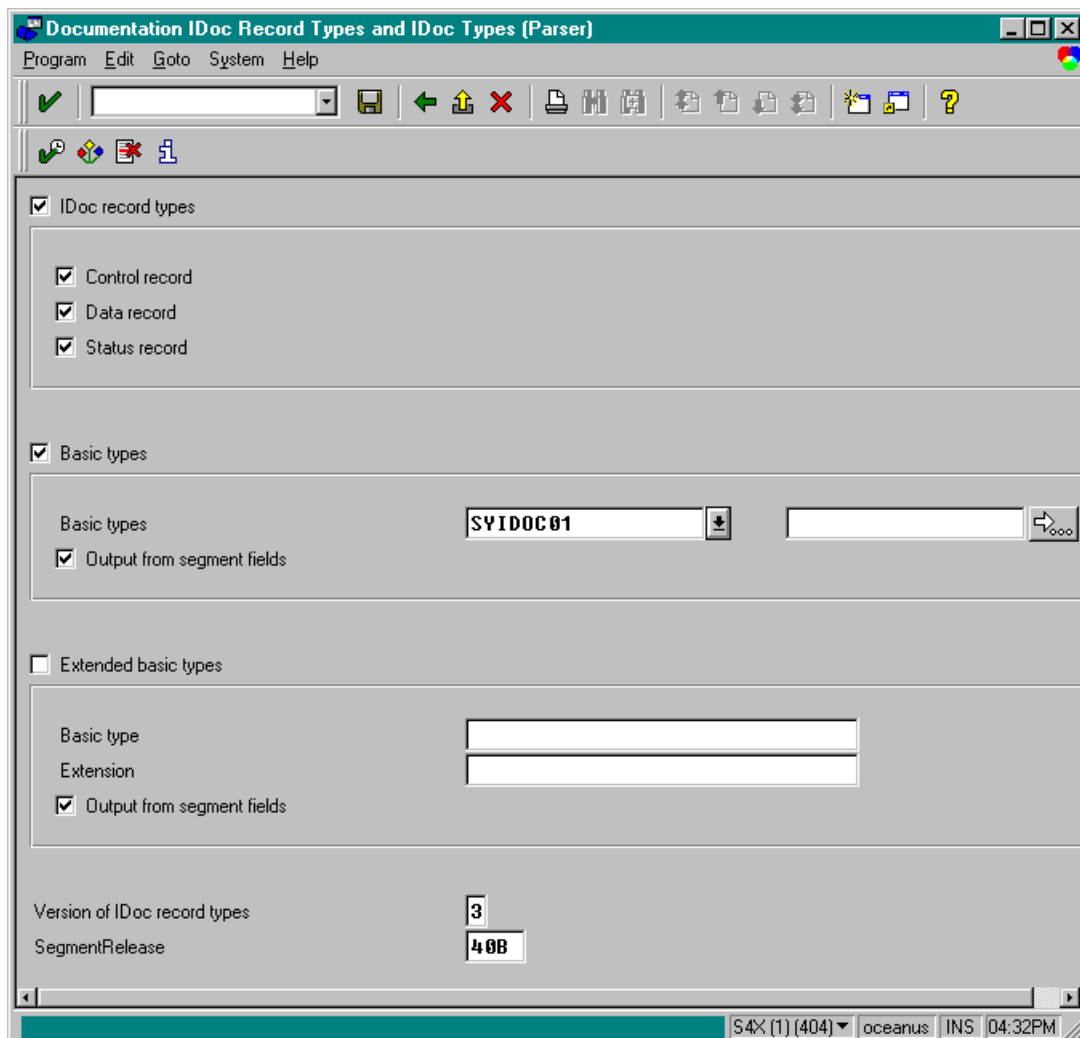 Documentation IDoc Record Types and IDoc Types (Parser)
Program Edit Goto System Help
IDoc record types
Control record
Data record
Status record
Basic types
Basic types SYIDOC01
Output from segment fields
Extended basic types
Basic type
Extension
Output from segment fields
Version of IDoc record types 3
SegmentRelease 40B
S4X (1) (404) oceanus INS 04:32PM